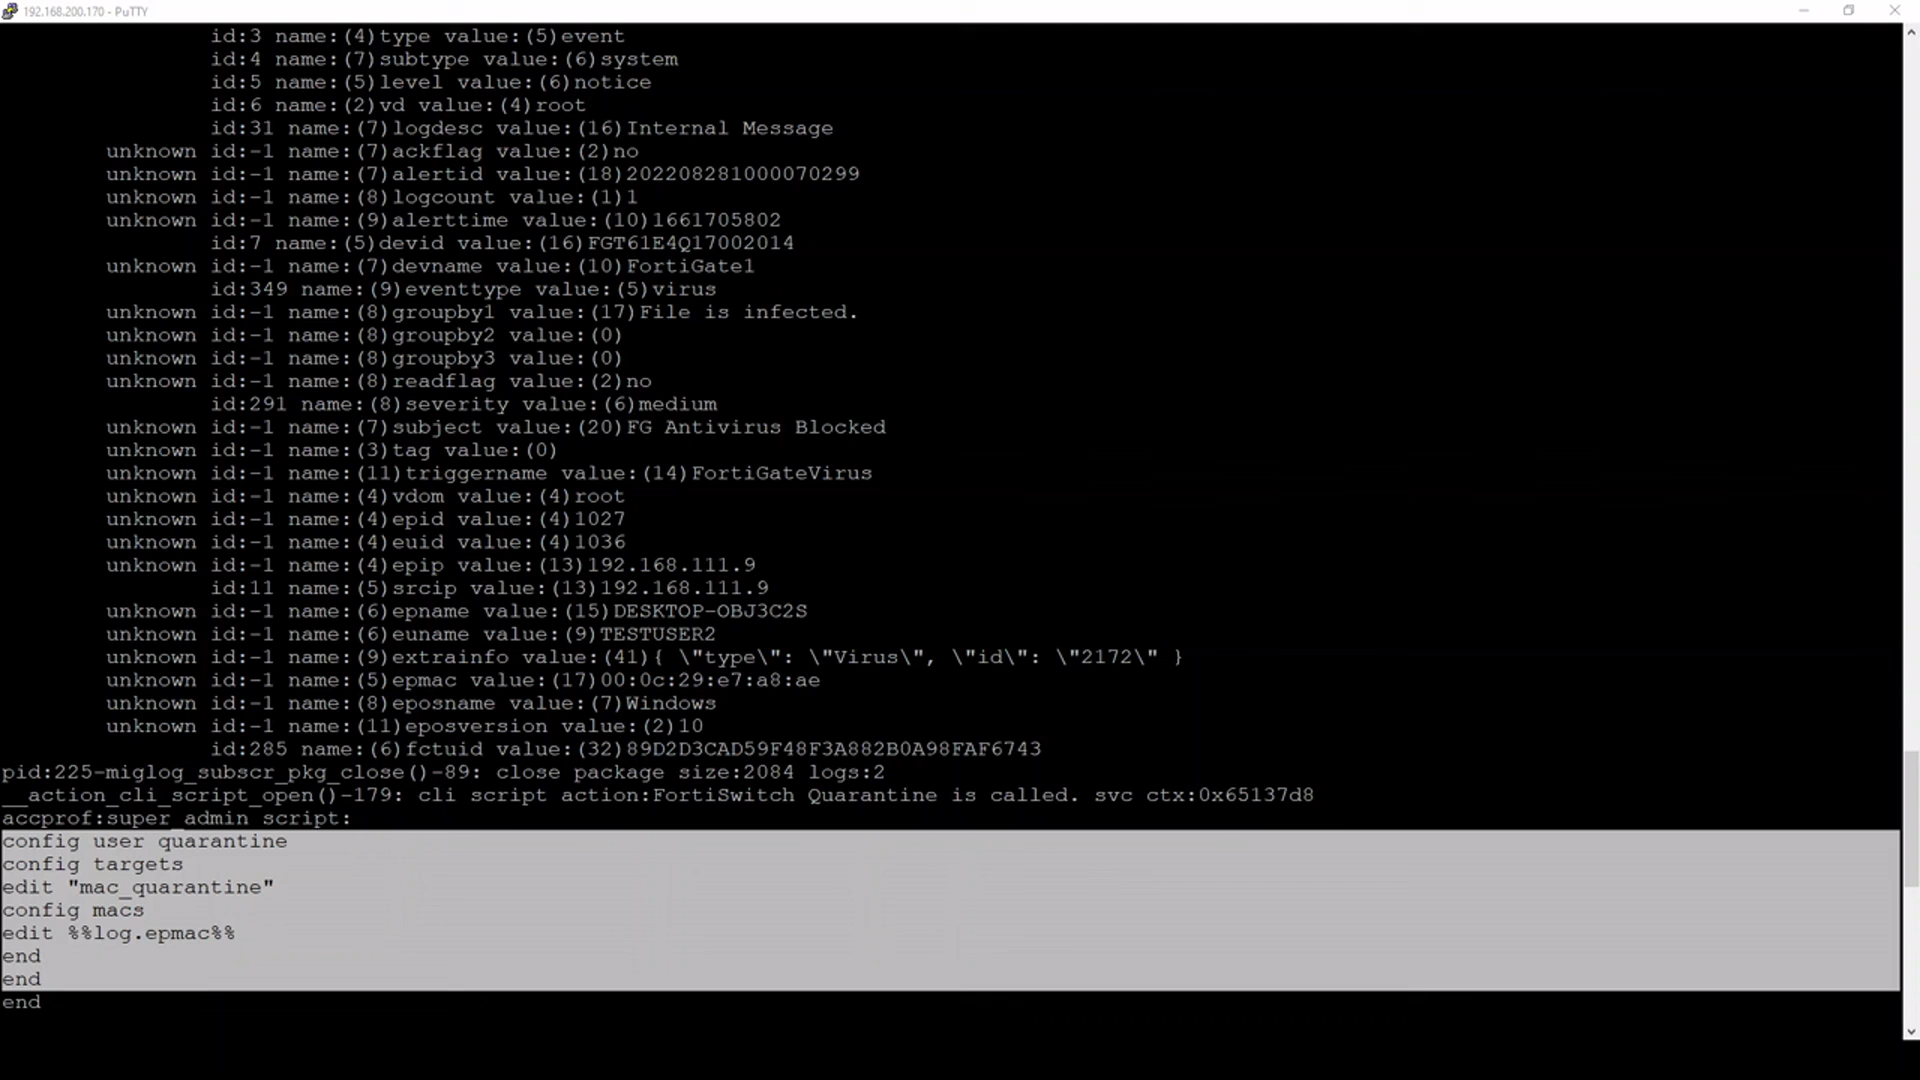 192.168.200.170 - PuTTY
id:3 name:(4)type value:(5)event
id:4 name:(7)subtype value:(6)system
id:5 name:(5)level value:(6)notice
id:6 name:(2)vd value:(4)root
id:31 name:(7)logdesc value:(16)Internal Message
unknown id:-1 name:(7)ackflag value:(2)no
unknown id:-1 name:(7)alertid value:(18)202208281000070299
unknown id:-1 name:(8)logcount value:(1)1
unknown id:-1 name:(9)alerttime value:(10)1661705802
id:7 name:(5)devid value:(16)FGT61E4Q17002014
unknown id:-1 name:(7)devname value:(10)FortiGate1
id:349 name:(9)eventtype value:(5)virus
unknown id:-1 name:(8)groupby1 value:(17)File is infected.
unknown id:-1 name:(8)groupby2 value:(0)
unknown id:-1 name:(8)groupby3 value:(0)
unknown id:-1 name:(8)readflag value:(2)no
id:291 name:(8)severity value:(6)medium
unknown id:-1 name:(7)subject value:(20)FG Antivirus Blocked
unknown id:-1 name:(3)tag value:(0)
unknown id:-1 name:(11)triggername value:(14)FortiGateVirus
unknown id:-1 name:(4)vdom value:(4)root
unknown id:-1 name:(4)epid value:(4)1027
unknown id:-1 name:(4)euid value:(4)1036
unknown id:-1 name:(4)epip value:(13)192.168.111.9
id:11 name:(5)srcip value:(13)192.168.111.9
unknown id:-1 name:(6)epname value:(15)DESKTOP-OBJ3C2S
unknown id:-1 name:(6)euname value:(9)TESTUSER2
unknown id:-1 name:(9)extrainfo value:(41){ \"type\": \"Virus\", \"id\": \"2172\" }
unknown id:-1 name:(5)epmac value:(17)00:0c:29:e7:a8:ae
unknown id:-1 name:(8)eposname value:(7)Windows
unknown id:-1 name:(11)eposversion value:(2)10
id:285 name:(6)fctuid value:(32)89D2D3CAD59F48F3A882B0A98FAF6743
pid:225-miglog_subscr_pkg_close()-89: close package size:2084 logs:2
__action_cli_script_open()-179: cli script action:FortiSwitch Quarantine is called. svc ctx:0x65137d8
accprof:super_admin script:
config user quarantine
config targets
edit "mac_quarantine"
config macs
edit %%log.epmac%%
end
end
end